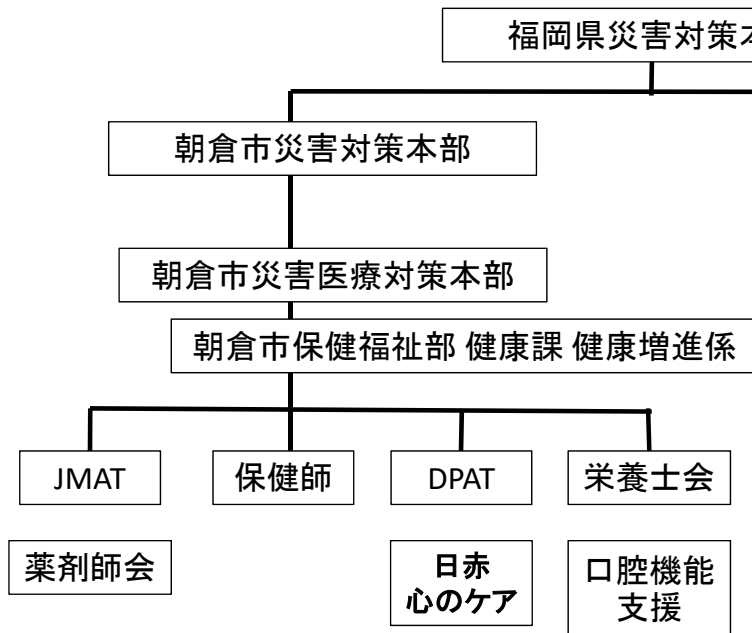 福岡県災害対策本
朝倉市災害対策本部
朝倉市災害医療対策本部
朝倉市保健福祉部 健康課 健康増進係
JMAT
保健師
DPAT
栄養士会
薬剤師会
日赤
心のケア
口腔機能
支援